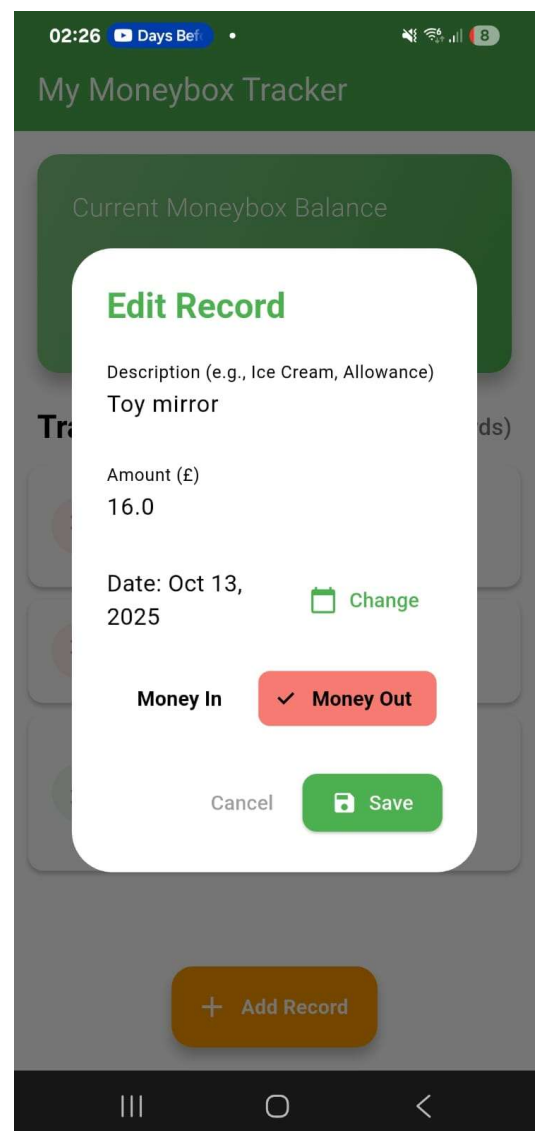 02:26 Days Bef 8
My Moneybox Tracker
Current Moneybox Balance
Edit Record
Description (e.g., Ice Cream, Allowance)
Toy mirror
Tra ds)
Amount (£)
16.0
Date: Oct 13,
2025
Change
Money In Money Out
Cancel Save
+ Add Record